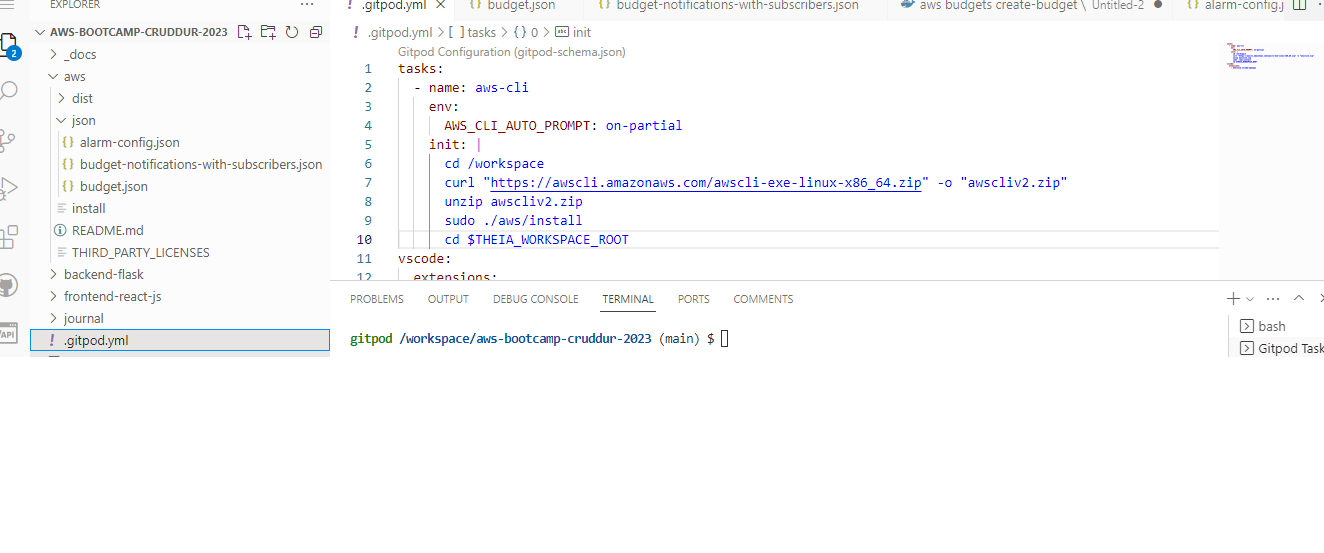 EXPLORER
···
.gitpod.yml
budget.json
budget-notifications-with-subscribers.json
aws budgets create-budget \ Untitled-2
alarm-config.j
AWS-BOOTCAMP-CRUDDUR-2023
.gitpod.yml > [ ] tasks > {} 0 > init
Gitpod Configuration (gitpod-schema.json)
_docs
aws
dist
json
alarm-config.json
budget-notifications-with-subscribers.json
budget.json
install
README.md
THIRD_PARTY_LICENSES
backend-flask
frontend-react-js
journal
.gitpod.yml
2
API
1 tasks:
2 - name: aws-cli
3 env:
4 AWS_CLI_AUTO_PROMPT: on-partial
5 init: |
6 cd /workspace
7 curl "https://awscli.amazonaws.com/awscli-exe-linux-x86_64.zip" -o "awscliv2.zip"
8 unzip awscliv2.zip
9 sudo ./aws/install
10 cd $THEIA_WORKSPACE_ROOT
11 vscode:
12 extensions:
PROBLEMS OUTPUT DEBUG CONSOLE TERMINAL PORTS COMMENTS
gitpod /workspace/aws-bootcamp-cruddur-2023 (main) $
bash
Gitpod Task